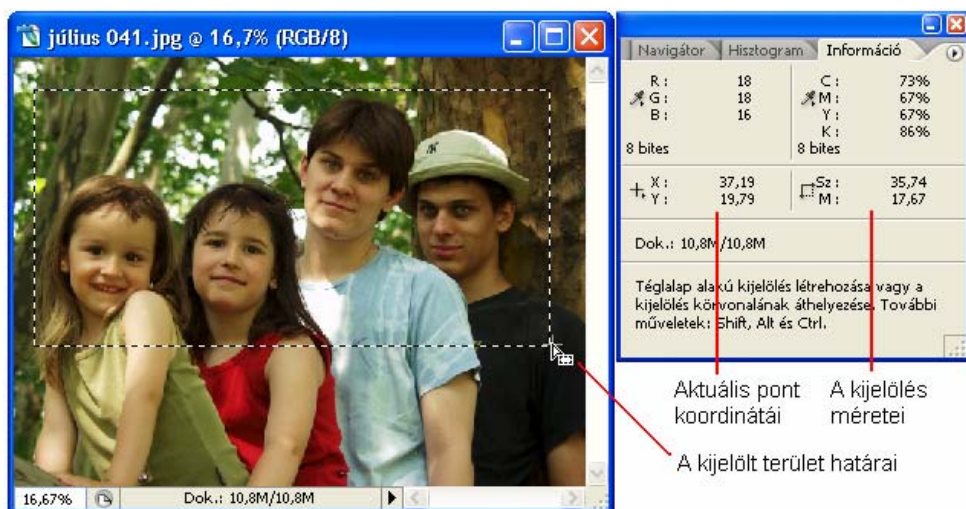 július 041.jpg @ 16,7% (RGB/8)
16,67%
Dok.: 10,8M/10,8M
Navigátor Hisztogram Információ
R: 18
G: 18
B: 16
8 bites
C: 73%
M: 67%
Y: 67%
K: 86%
8 bites
X: 37,19
Y: 19,79
Sz: 35,74
M: 17,67
Dok.: 10,8M/10,8M
Téglalap alakú kijelölés létrehozása vagy a
kijelölés körvonalának áthelyezése. További
műveletek: Shift, Alt és Ctrl.
Aktuális pont
koordinátái
A kijelölés
méretei
A kijelölt terület határai